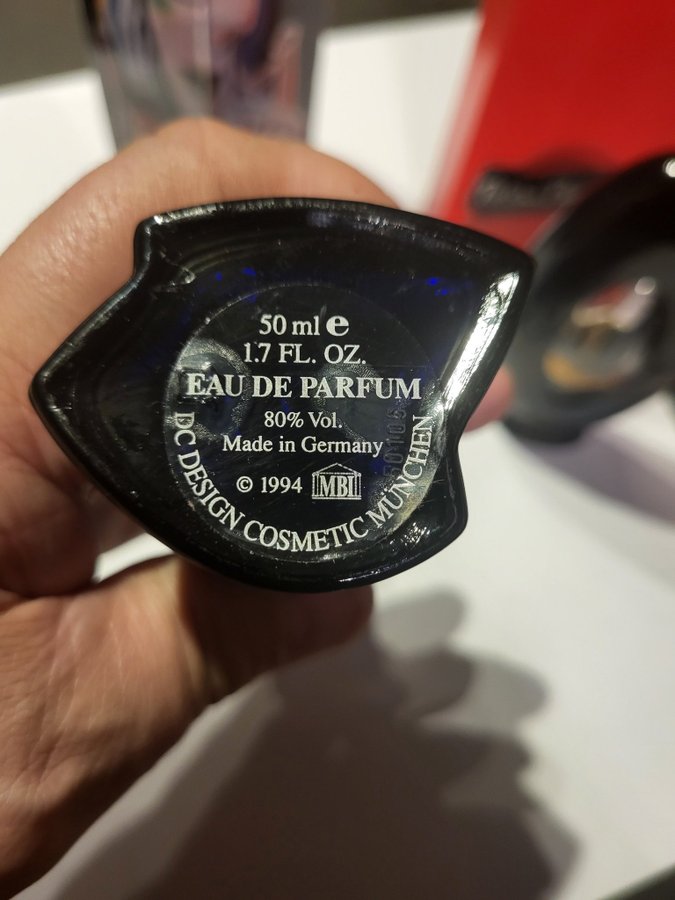 50 ml e
1.7 FL. OZ.
EAU DE PARFUM
80% Vol.
Made in Germany
© 1994 MBI
DC DESIGN COSMETIC MÜNCHEN